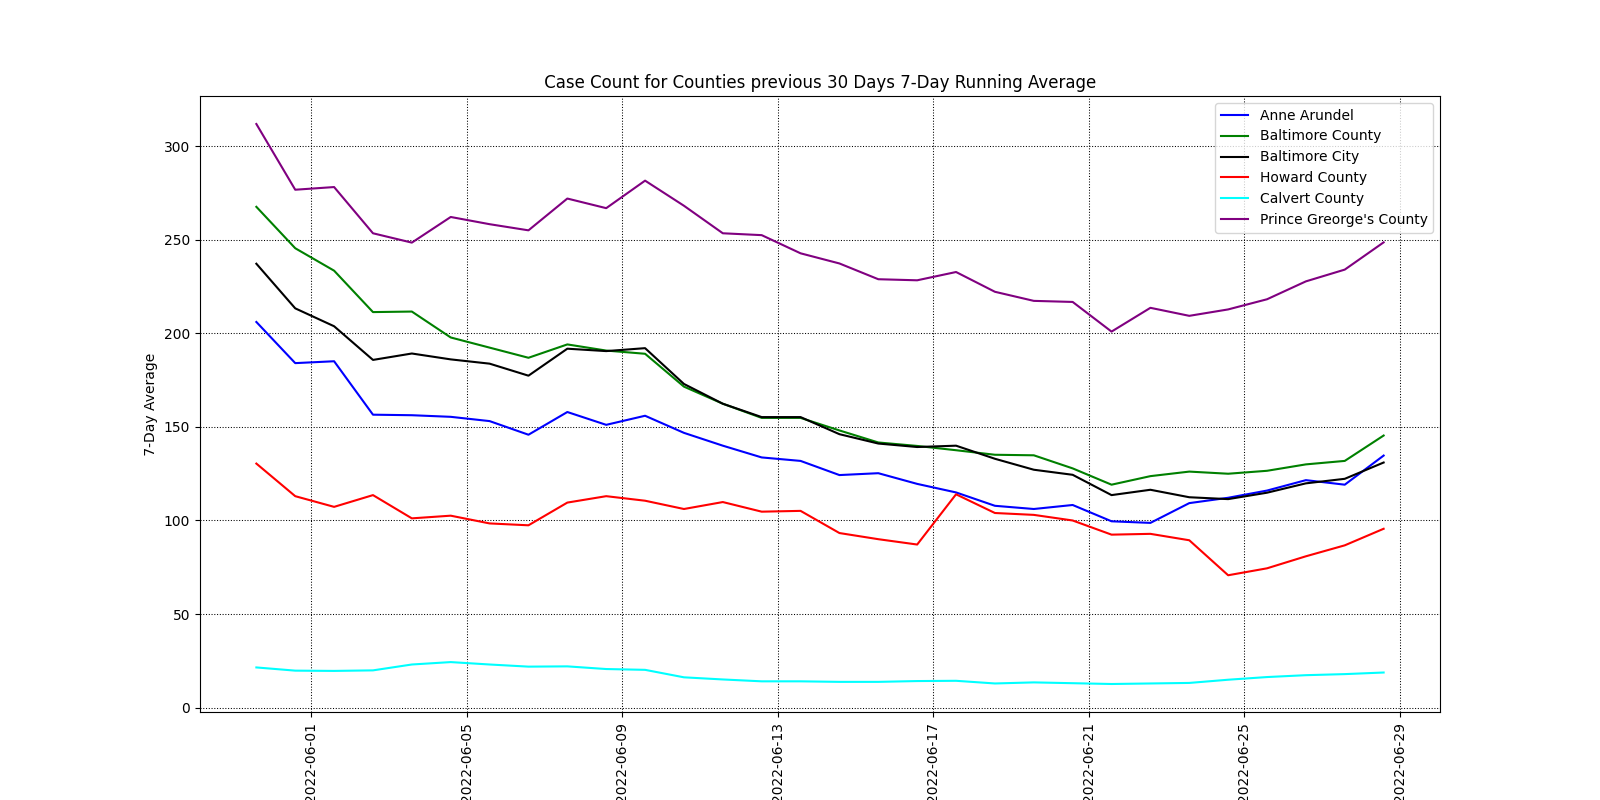 Case Count for Counties previous 30 Days 7-Day Running Average
Anne Arundel
Baltimore County
Baltimore City
Howard County
Calvert County
Prince Greorge's County
7-Day Average
300
250
200
150
100
50
0
2022-06-01
2022-06-05
2022-06-09
2022-06-13
2022-06-17
2022-06-21
2022-06-25
2022-06-29